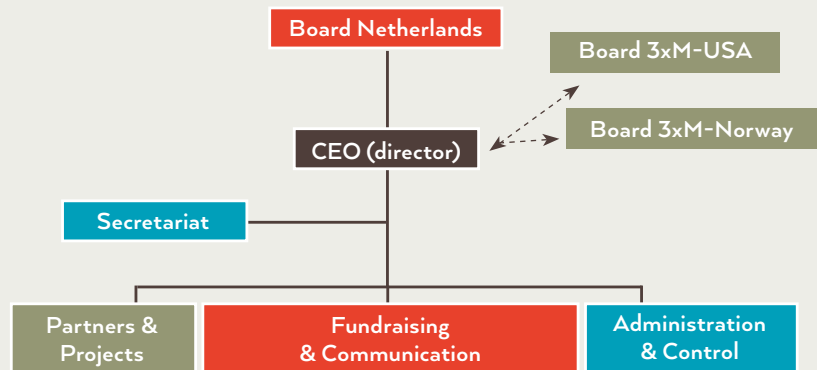 Board Netherlands
Board 3xM-USA
Board 3xM-Norway
CEO (director)
Secretariat
Partners &
Projects
Fundraising
& Communication
Administration
& Control